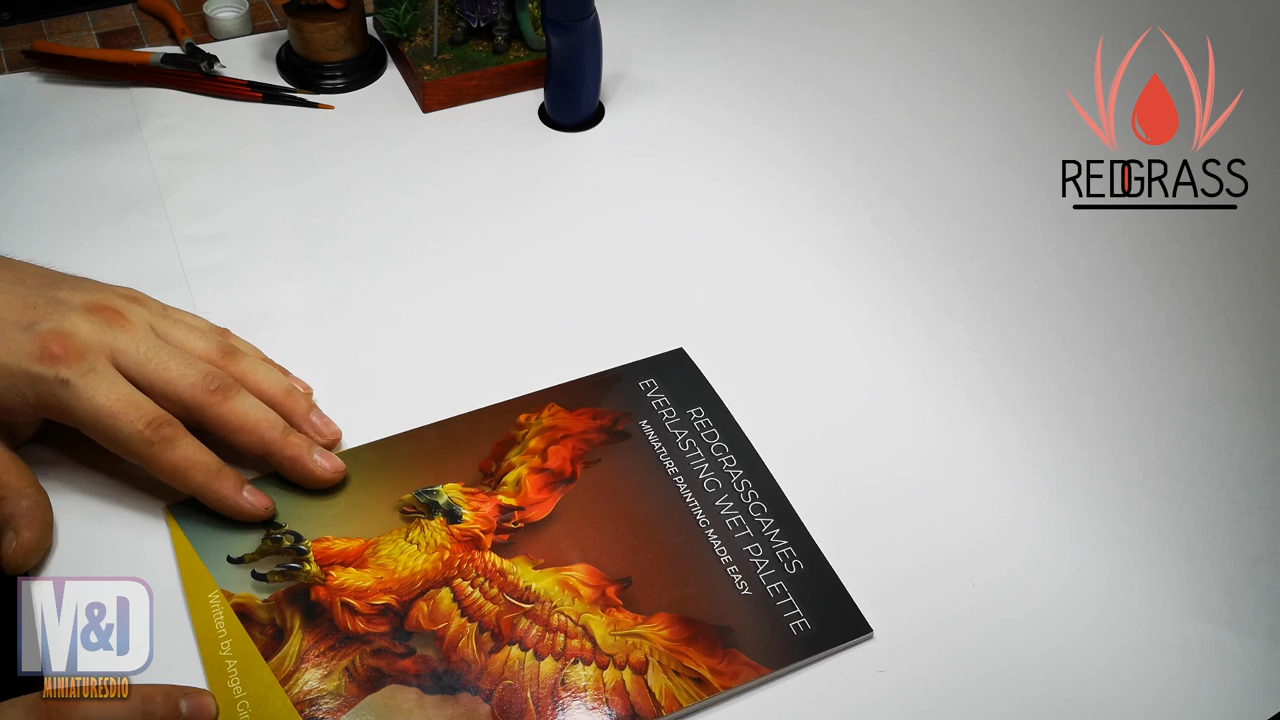 REDGRASS
REDGRASSGAMES
EVERLASTING WET PALETTE
MINIATURE PAINTING MADE EASY
Written by Angel Gir
M&D
MINIATURESDIO